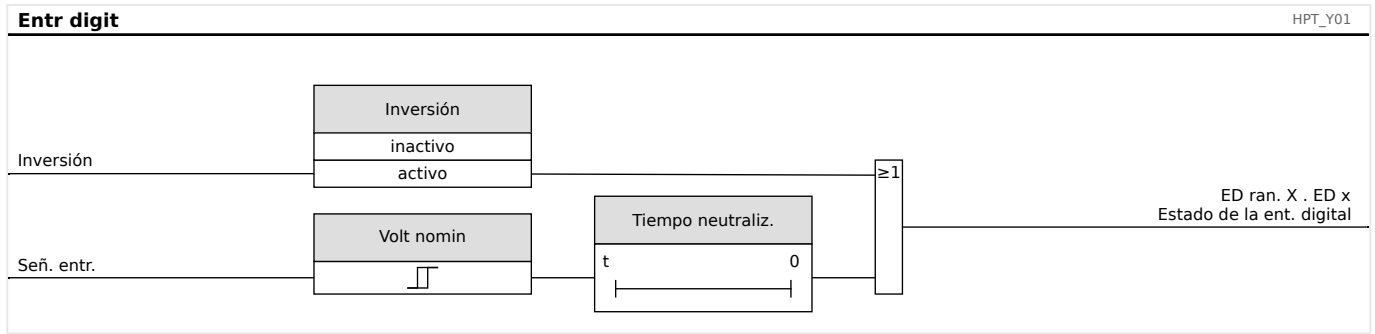 Entr digit
HPT_Y01
Inversión
inactivo
Inversión
activo
≥1
ED ran. X . ED x
Estado de la ent. digital
Tiempo neutraliz.
Volt nomin
t 0
Señ. entr.